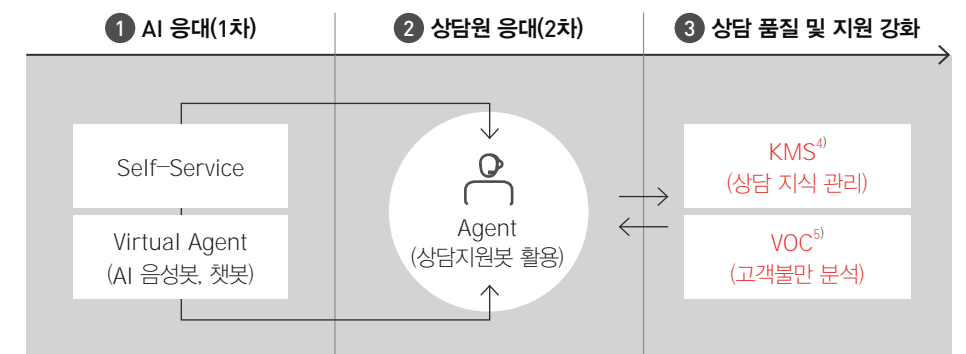 1 AI 응대(1차)
2 상담원 응대(2차)
3 상담 품질 및 지원 강화
Self-Service
Virtual Agent
(AI 음성봇, 챗봇)
Agent
(상담지원봇 활용)
KMS4)
(상담 지식 관리)
VOC5)
(고객불만 분석)